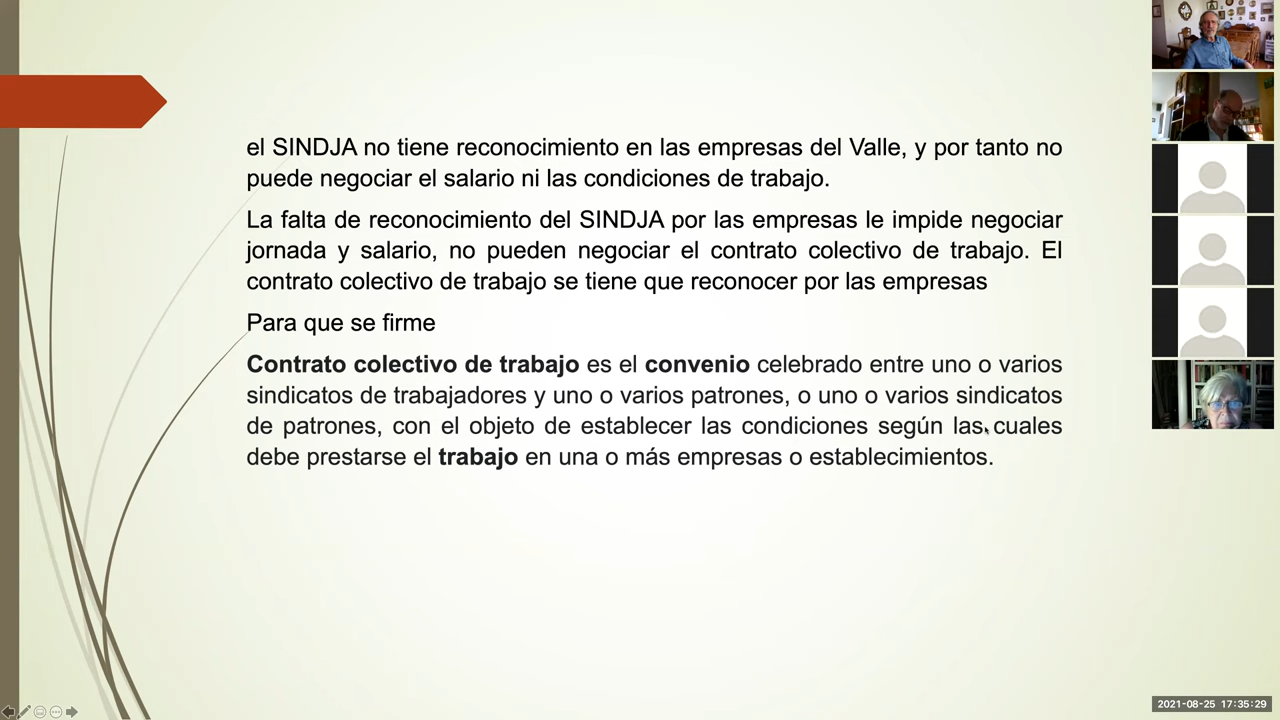 el SINDJA no tiene reconocimiento en las empresas del Valle, y por tanto no
puede negociar el salario ni las condiciones de trabajo.
La falta de reconocimiento del SINDJA por las empresas le impide negociar
jornada y salario, no pueden negociar el contrato colectivo de trabajo. El
contrato colectivo de trabajo se tiene que reconocer por las empresas
Para que se firme
Contrato colectivo de trabajo es el convenio celebrado entre uno o varios
sindicatos de trabajadores y uno o varios patrones, o uno o varios sindicatos
de patrones, con el objeto de establecer las condiciones según las cuales
debe prestarse el trabajo en una o más empresas o establecimientos.
2021-08-25 17:35:29